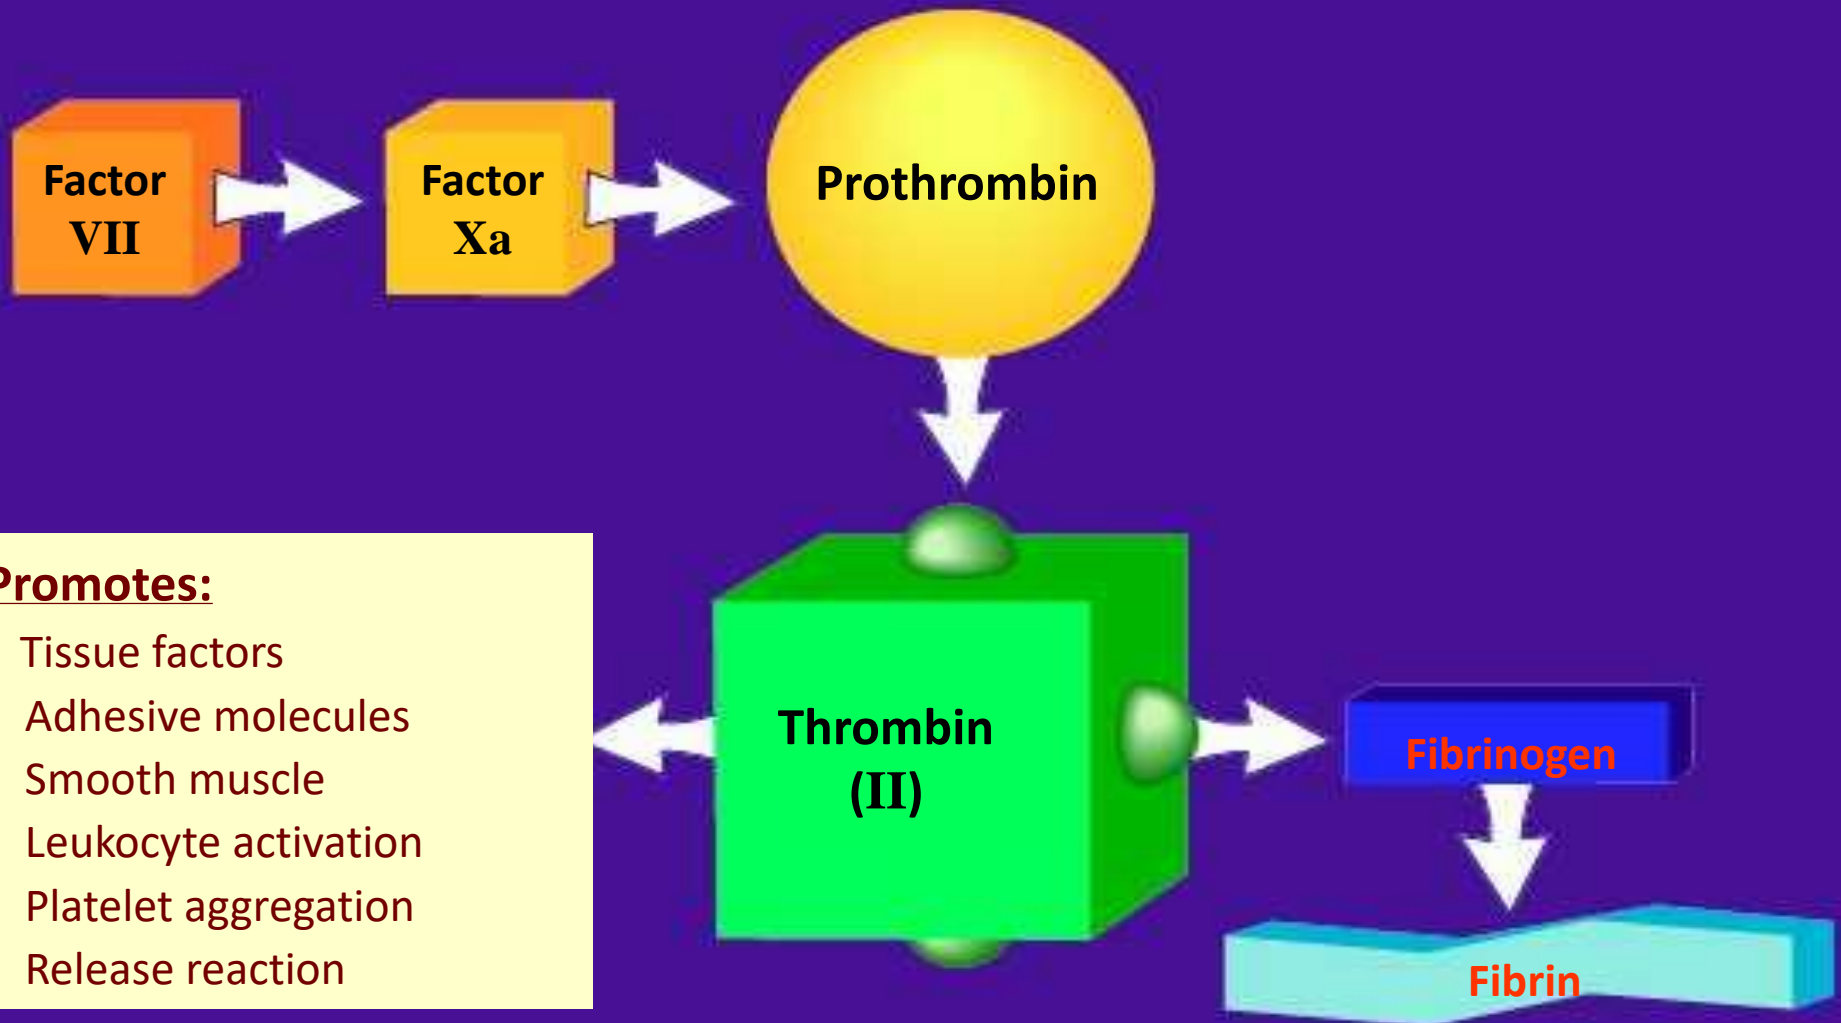 Factor
VII
Factor
Xa
Prothrombin
Promotes:
Tissue factors
Adhesive molecules
Smooth muscle
Leukocyte activation
Platelet aggregation
Release reaction
Thrombin
(II)
Fibrinogen
Fibrin